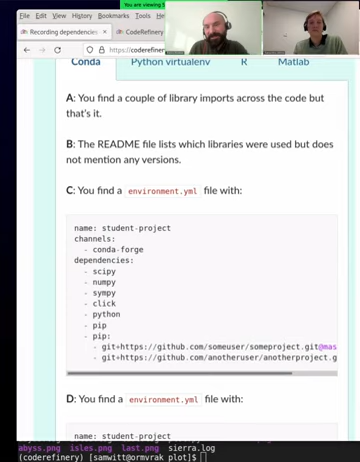 You are viewing S
File Edit View History Bookmarks Tools He
Recording dependencies × CodeRefinery
https://coderefinery
Conda Python virtualenv R Matlab
A: You find a couple of library imports across the code but
that's it.
B: The README file lists which libraries were used but does
not mention any versions.
C: You find a environment.yml file with:
name: student-project
channels:
- conda-forge
dependencies:
- scipy
- numpy
- sympy
- click
- python
- pip
- pip:
- git+https://github.com/someuser/someproject.git@mas
- git+https://github.com/anotheruser/anotherproject.g
D: You find a environment.yml file with:
name: student-project
abyss.png isles.png last.png sierra.log
(coderefinery) [samwitt@ormvrak plot]$